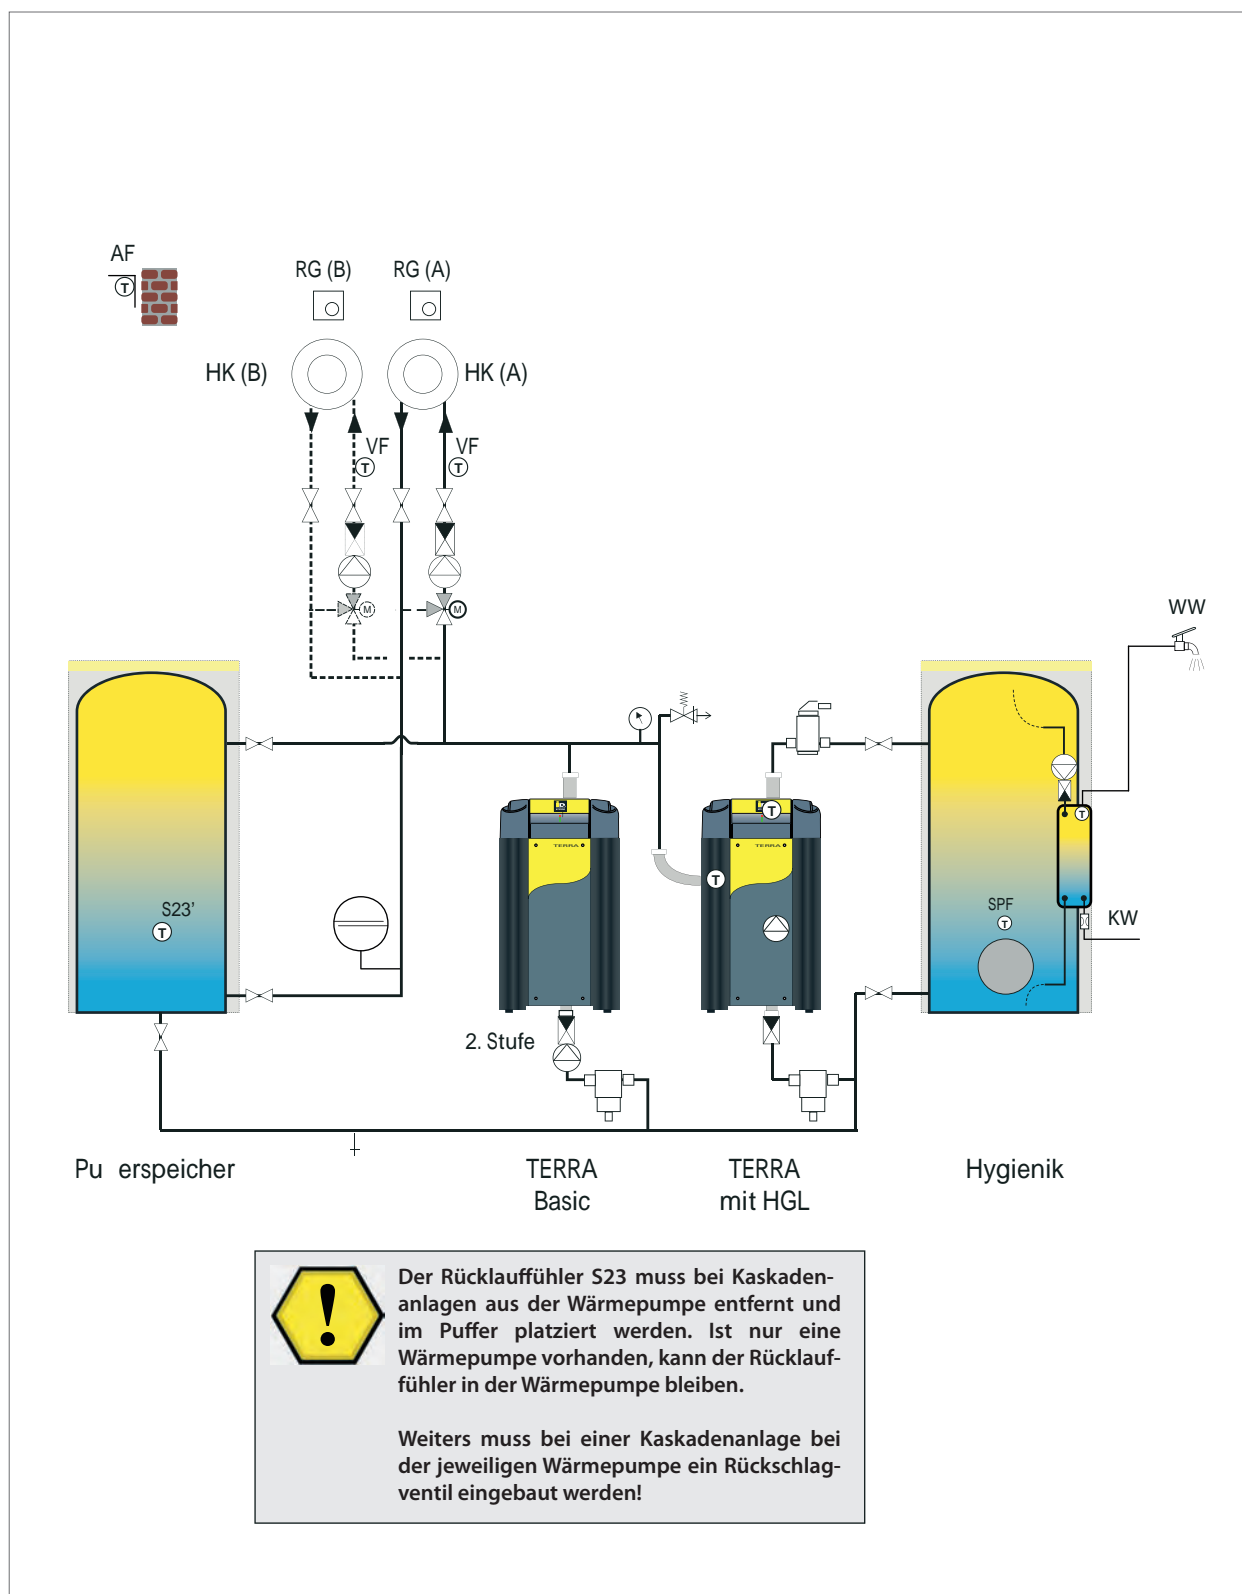 AF
T
RG (B)
RG (A)
HK (B)
HK (A)
VF
T
VF
T
M
M
WW
S23’
T
TERRA
TERRA
T
T
T
SPF
T
KW
2. Stufe
Pu erspeicher
TERRA
Basic
TERRA
mit HGL
Hygienik
!
Der Rücklauffühler S23 muss bei Kaskaden-
anlagen aus der Wärmepumpe entfernt und
im Puffer platziert werden. Ist nur eine
Wärmepumpe vorhanden, kann der Rücklauf-
fühler in der Wärmepumpe bleiben.
Weiters muss bei einer Kaskadenanlage bei
der jeweiligen Wärmepumpe ein Rückschlag-
ventil eingebaut werden!